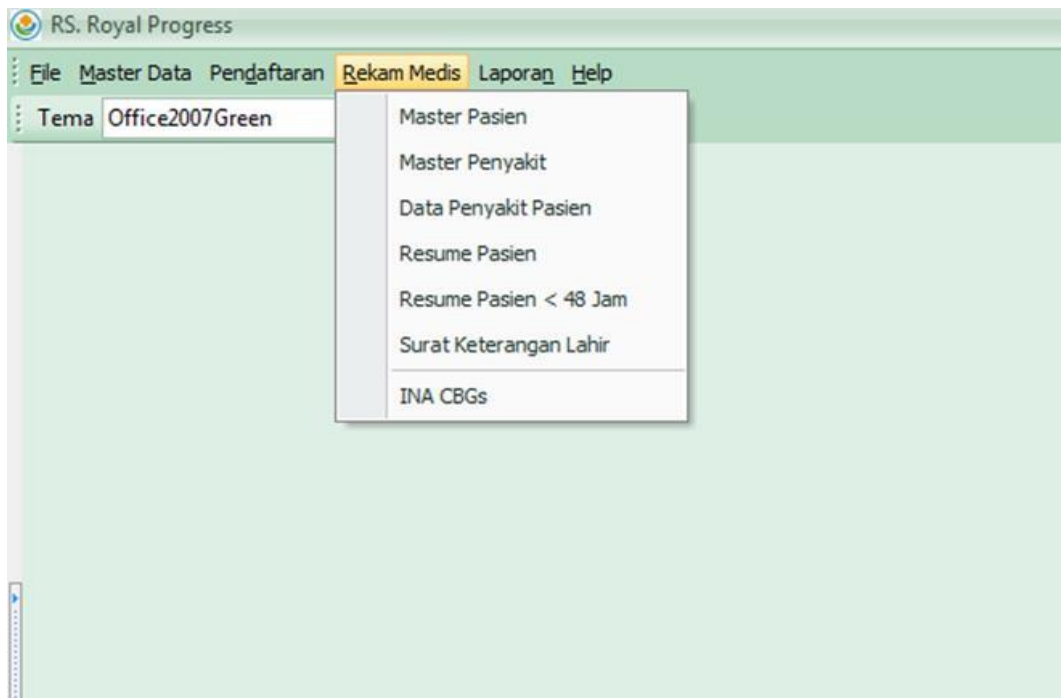 RS. Royal Progress
File Master Data Pendaftaran Rekam Medis Laporan Help
Tema Office2007Green
Master Pasien
Master Penyakit
Data Penyakit Pasien
Resume Pasien
Resume Pasien < 48 Jam
Surat Keterangan Lahir
INA CBGs